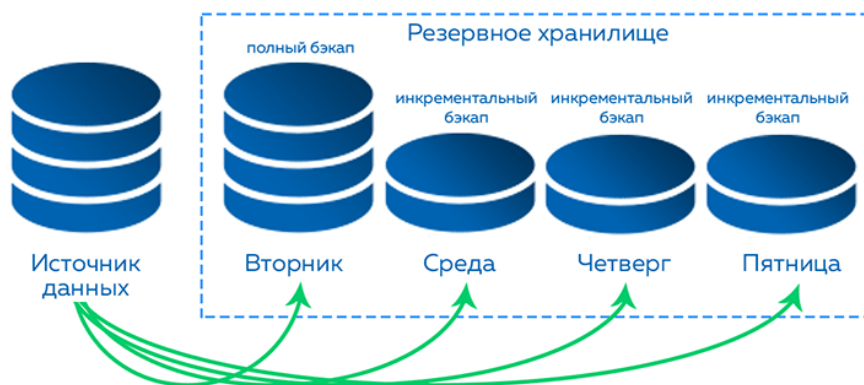 Резервное хранилище
полный бэкап
инкрементальный
бэкап
инкрементальный
бэкап
инкрементальный
бэкап
Источник
данных
Вторник
Среда
Четверг
Пятница